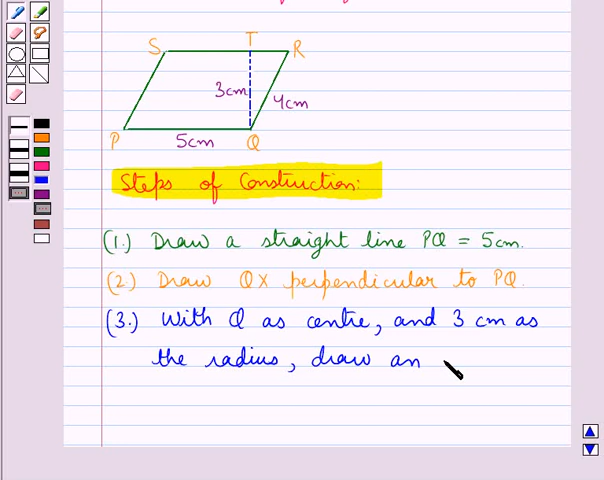 S T R
3cm
4cm
P 5cm Q
Steps of Construction:
(1.) Draw a straight line PQ = 5cm.
(2.) Draw QX perpendicular to PQ.
(3.) With Q as centre, and 3 cm as
the radius, draw an